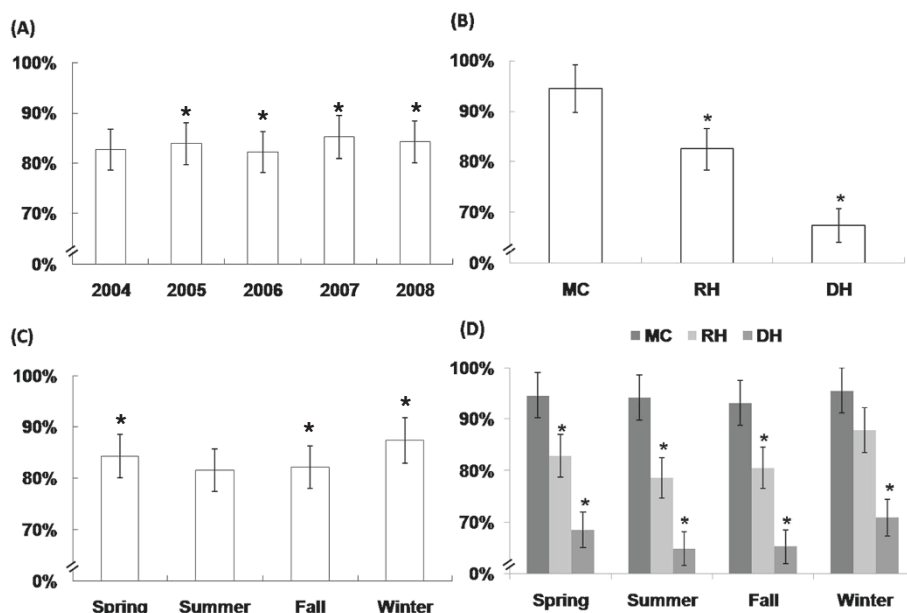 (A)
100%
90%
80%
70%
0%
* * * *
2004 2005 2006 2007 2008
(B)
100%
90%
80%
70%
0%
* *
MC RH DH
(C)
100%
90%
80%
70%
0%
* * *
Spring Summer Fall Winter
(D)
MC RH DH
100%
90%
80%
70%
0%
* * * * * * *
Spring Summer Fall Winter